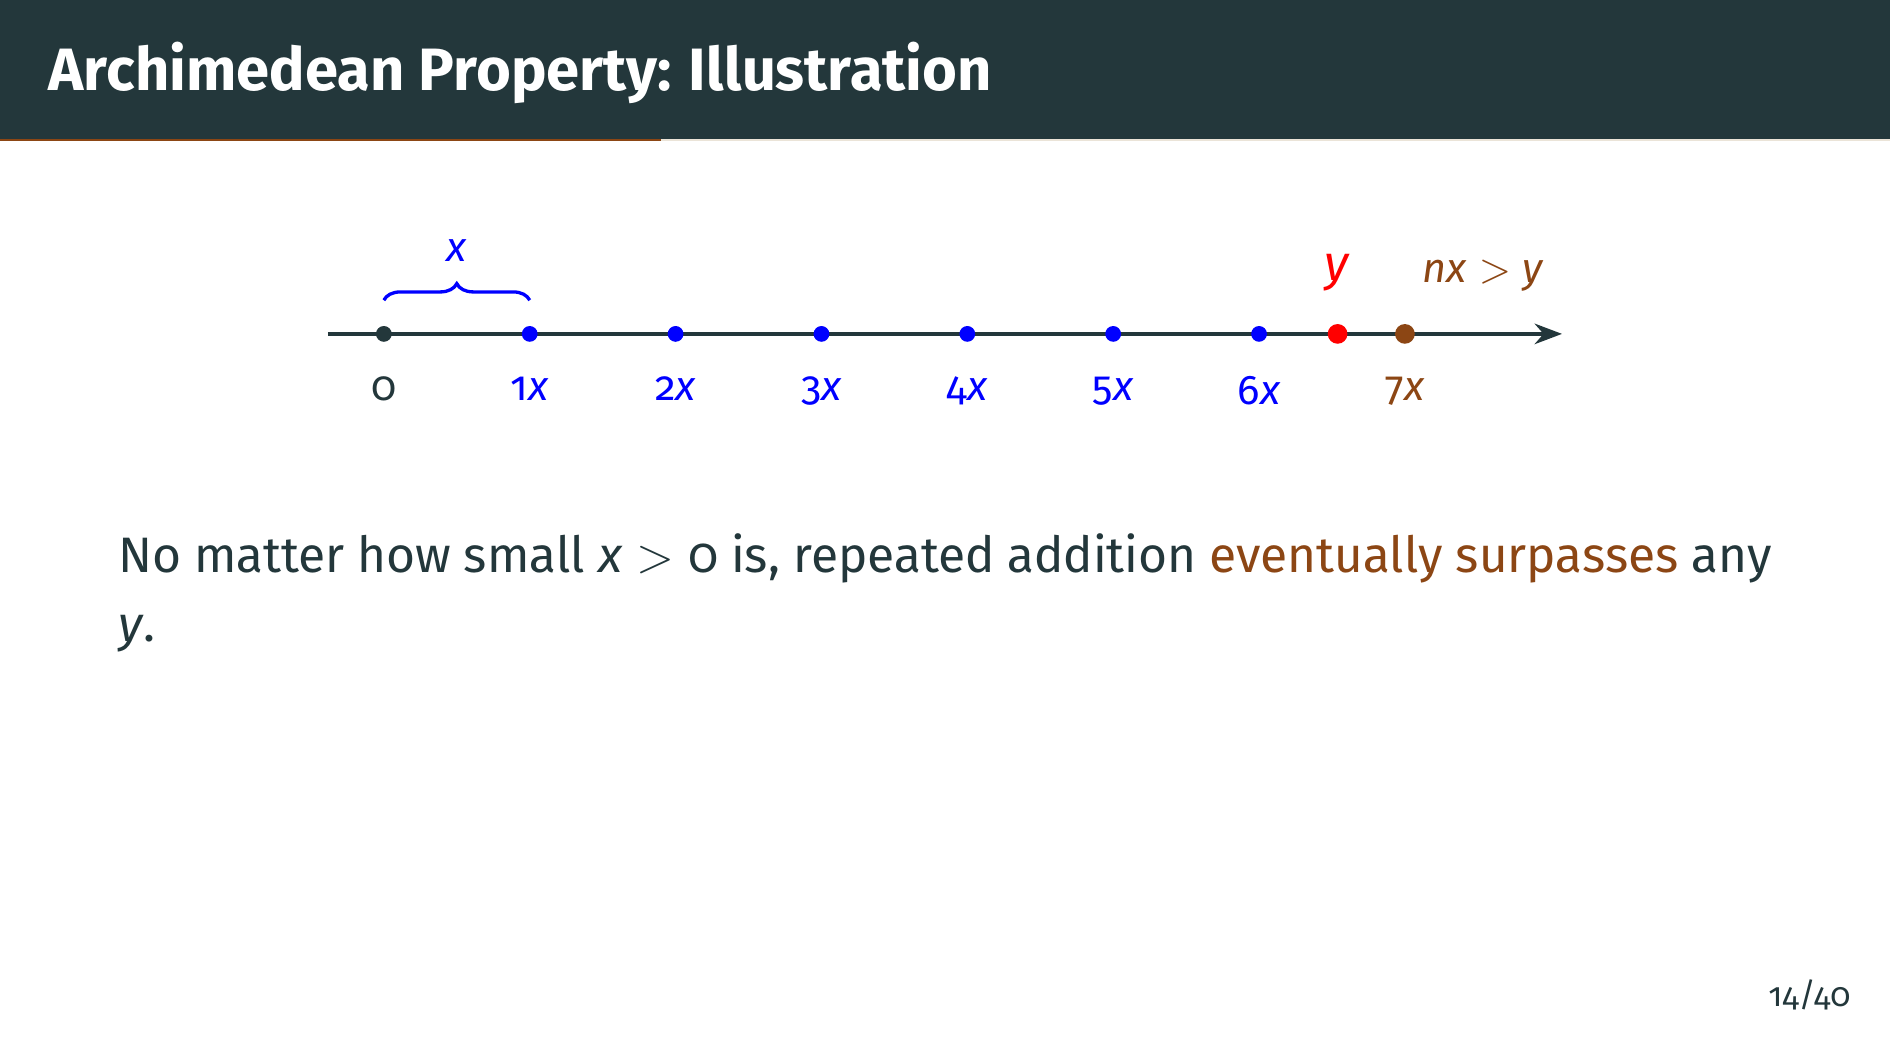 Archimedean Property: Illustration
x
y
nx > y
0 1x 2x 3x 4x 5x 6x 7x
No matter how small x > 0 is, repeated addition eventually surpasses any
y.
14/40